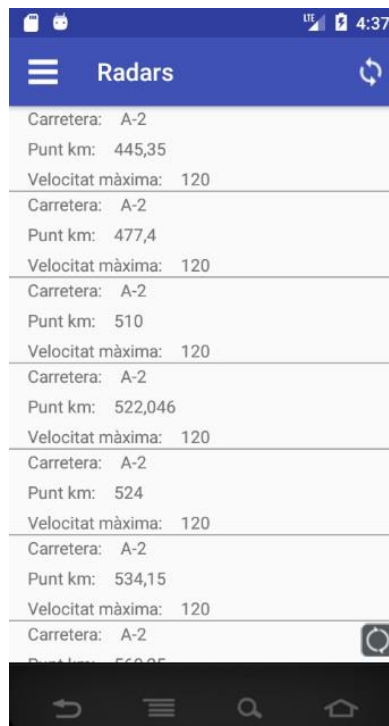 LTE 4:37
Radars
Carretera: A-2
Punt km: 445,35
Velocitat màxima: 120
Carretera: A-2
Punt km: 477,4
Velocitat màxima: 120
Carretera: A-2
Punt km: 510
Velocitat màxima: 120
Carretera: A-2
Punt km: 522,046
Velocitat màxima: 120
Carretera: A-2
Punt km: 524
Velocitat màxima: 120
Carretera: A-2
Punt km: 534,15
Velocitat màxima: 120
Carretera: A-2